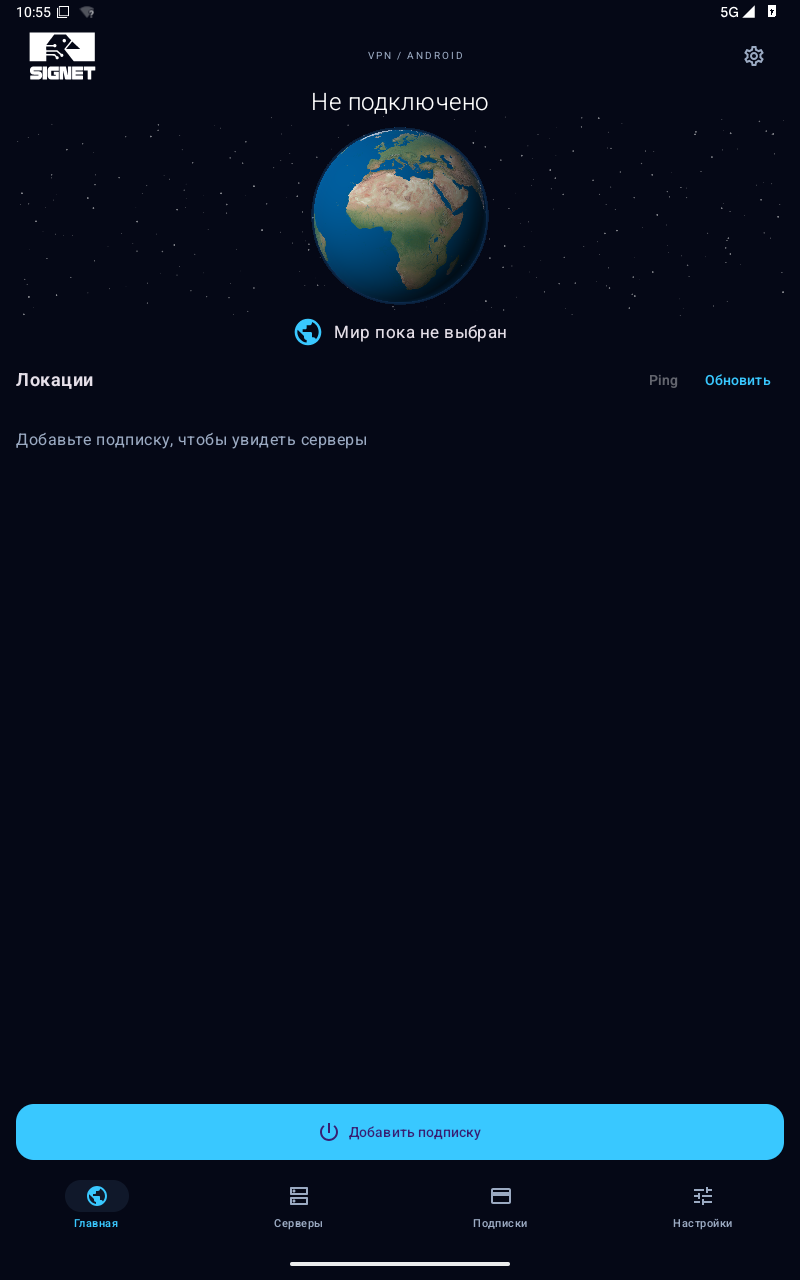 10:55
5G
SIGNET
VPN / ANDROID
Не подключено
Мир пока не выбран
Локации
Ping
Обновить
Добавьте подписку, чтобы увидеть серверы
Добавить подписку
Главная
Серверы
Подписки
Настройки